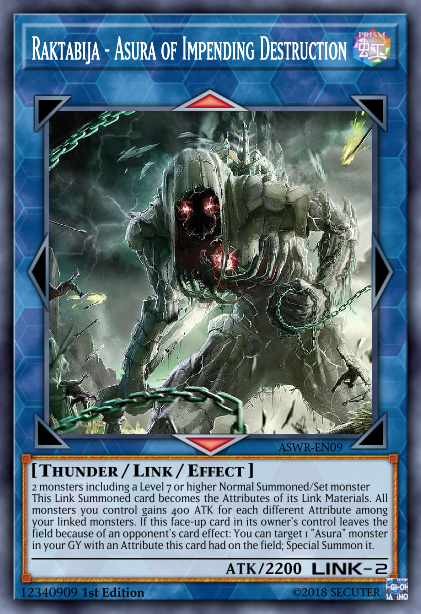 Raktabija - Asura of Impending Destruction
PRISM
ASWR-EN09
[Thunder / Link / Effect]
2 monsters including a Level 7 or higher Normal Summoned/Set monster
This Link Summoned card becomes the Attributes of its Link Materials. All
monsters you control gains 400 ATK for each different Attribute among
your linked monsters. If this face-up card in its owner's control leaves the
field because of an opponent's card effect: You can target 1 "Asura" monster
in your GY with an Attribute this card had on the field; Special Summon it.
ATK/2200 LINK-2
12340909 1st Edition ©2018 SECUTER